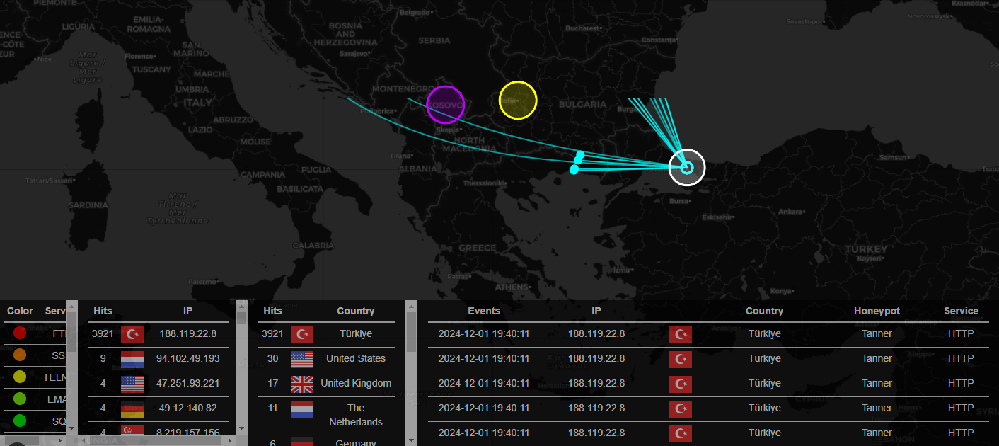 PIEMONTE
Belgrade
Krasnodar
LIGURIA
EMILIA-
ROMAGNA
BOSNIA
AND
HERZEGOVINA
SERBIA
Bucharest
Constanța
Sevastopol
Novorossiysk
SAN
MARINO
Sarajevo
Nice
Mar
Ligure /
Mer
Ligure
Florence
TUSCANY
MARCHE
UMBRIA
ITALY
MONTENEGRO
Podgorica
KOSOVO
Sofia
BULGARIA
Burgas
ABRUZZO
LAZIO
MOLISE
Skopje
NORTH
MACEDONIA
Tirana
ALBANIA
CAMPANIA
PUGLIA
BASILICATA
Thessaloniki
Samsun
Tàttari/Sassari
SARDINIA
Mar
Tirreno /
Mer
Tyrrhénienne
Bursa
Eskisehir
Ankara
CALABRIA
GREECE
TÜRKEY
Kayseri
Palermo
Patras
ATHENS
Izmir
Konya
Color Serv
FT
SS
TELN
EMA
SQ
Hits IP
3921 188.119.22.8
9 94.102.49.193
4 47.251.93.221
4 49.12.140.82
4 8.219.157.156
Hits Country
3921 Türkiye
30 United States
17 United Kingdom
11 The
Netherlands
6 Germany
Events IP Country Honeypot Service
2024-12-01 19:40:11 188.119.22.8 Türkiye Tanner HTTP
2024-12-01 19:40:11 188.119.22.8 Türkiye Tanner HTTP
2024-12-01 19:40:11 188.119.22.8 Türkiye Tanner HTTP
2024-12-01 19:40:11 188.119.22.8 Türkiye Tanner HTTP
2024-12-01 19:40:11 188.119.22.8 Türkiye Tanner HTTP
TUNISIA
CYPRUS
LEBANON